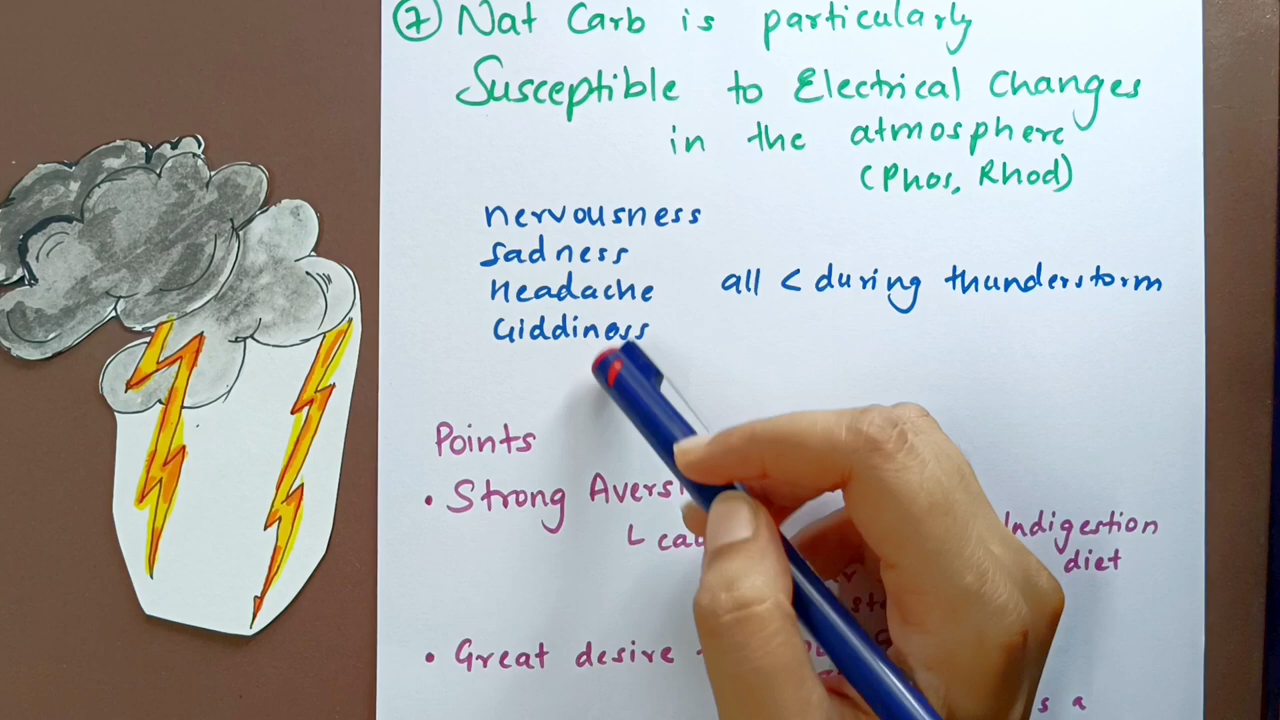 ⑦ Nat Carb is particularly
Susceptible to Electrical Changes
in the atmosphere
(Phos, Rhod)
nervousness
sadness
Headache all < during thunderstorm
Giddiness
Points
• Strong
Indigestion
diet
• Great desire
s a